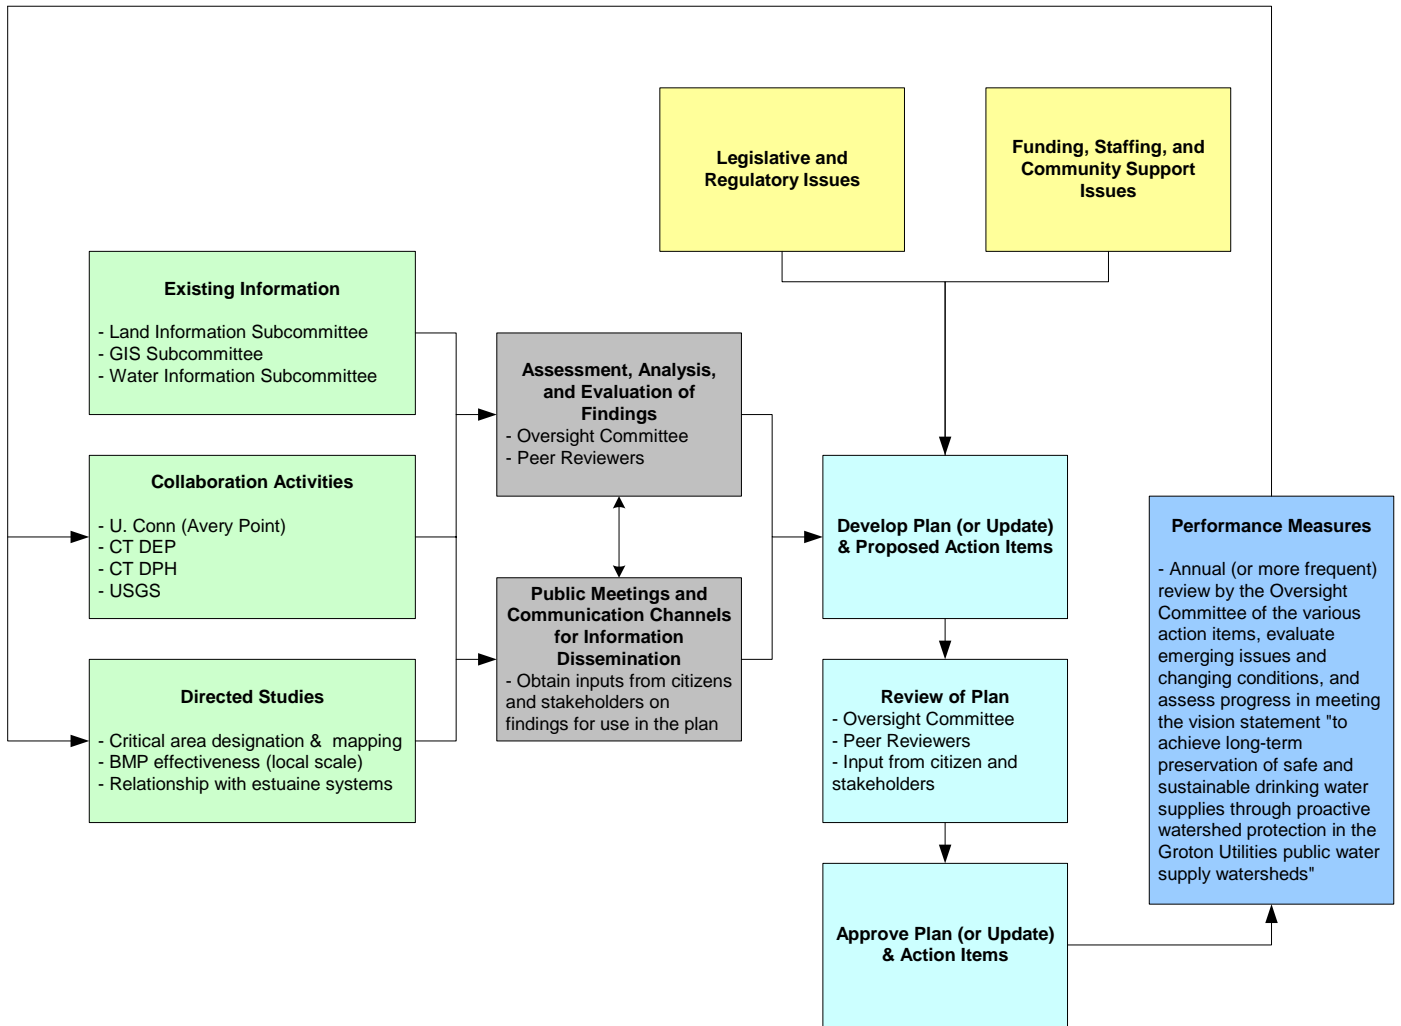 Legislative and
Regulatory Issues
Funding, Staffing, and
Community Support
Issues
Existing Information
- Land Information Subcommittee
- GIS Subcommittee
- Water Information Subcommittee
Assessment, Analysis,
and Evaluation of
Findings
- Oversight Committee
- Peer Reviewers
Collaboration Activities
- U. Conn (Avery Point)
- CT DEP
- CT DPH
- USGS
Public Meetings and
Communication Channels
for Information
Dissemination
- Obtain inputs from citizens
and stakeholders on
findings for use in the plan
Directed Studies
- Critical area designation &  mapping
- BMP effectiveness (local scale)
- Relationship with estuaine systems
Develop Plan (or Update)
& Proposed Action Items
Review of Plan
- Oversight Committee
- Peer Reviewers
- Input from citizen and
stakeholders
Approve Plan (or Update)
& Action Items
Performance Measures
- Annual (or more frequent)
review by the Oversight
Committee of the various
action items, evaluate
emerging issues and
changing conditions, and
assess progress in meeting
the vision statement "to
achieve long-term
preservation of safe and
sustainable drinking water
supplies through proactive
watershed protection in the
Groton Utilities public water
supply watersheds"